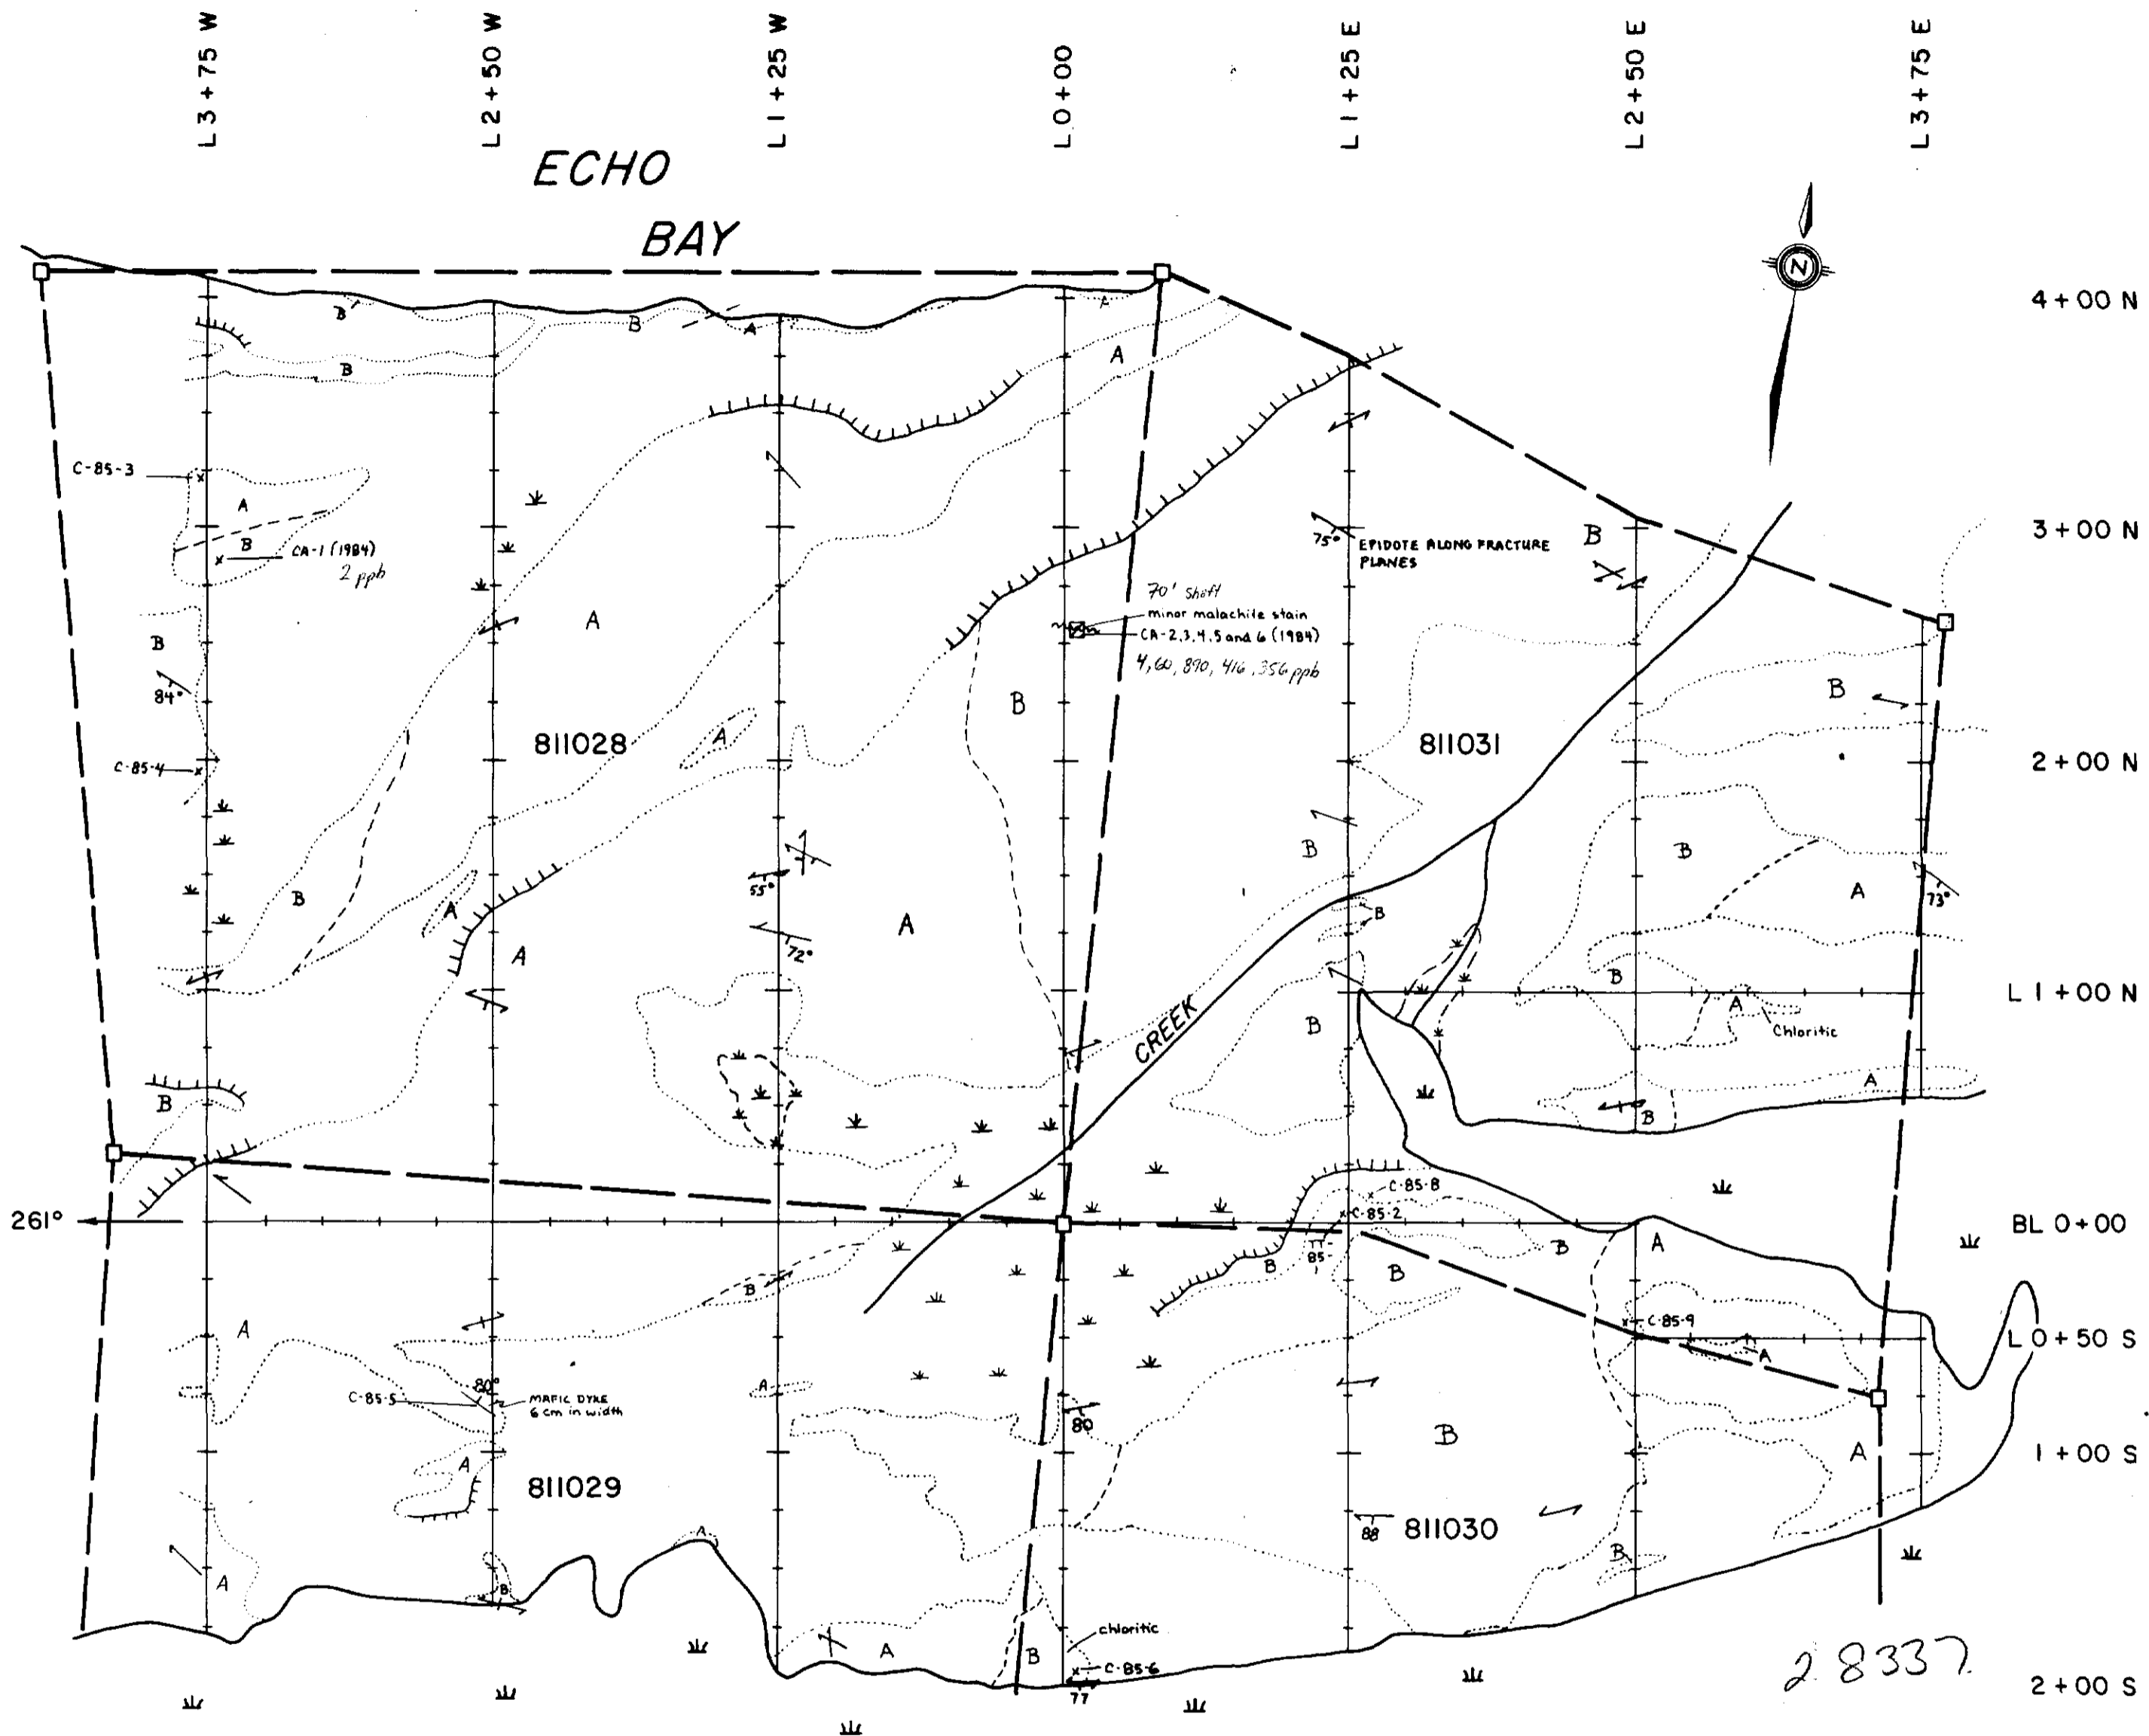 L 3 + 75 W
L 2 + 50 W
L 1 + 25 W
L 0 + 00
L 1 + 25 E
L 2 + 50 E
L 3 + 75 E
ECHO
BAY
N
4 + 00 N
B
B
A
A
B
A
C-85-3
A
B
CA-1 (1984)
2 ppb
75°
EPIDOTE ALONG FRACTURE
PLANES
B
3 + 00 N
70' Shaft
minor malachite stain
CA-2,3,4,5 and 6 (1984)
4, 60, 890, 416, 356 ppb
B
84°
A
B
B
811028
A
811031
2 + 00 N
C-85-4
B
B
55°
B
A
73°
B
A
A
A
72°
B
L 1 + 00 N
B
A
Chloritic
CREEK
B
A
B
C-85-8
C-85-2
261°
BL 0 + 00
85
B
B
B
A
B
C-85-9
L 0 + 50 S
A
A
80°
C-85-5
MAFIC DYKE
6 cm in width
A
80
B
A
1 + 00 S
A
811029
88
811030
A
B
A
B
chloritic
A
B
C-85-6
77
2.8337
2 + 00 S